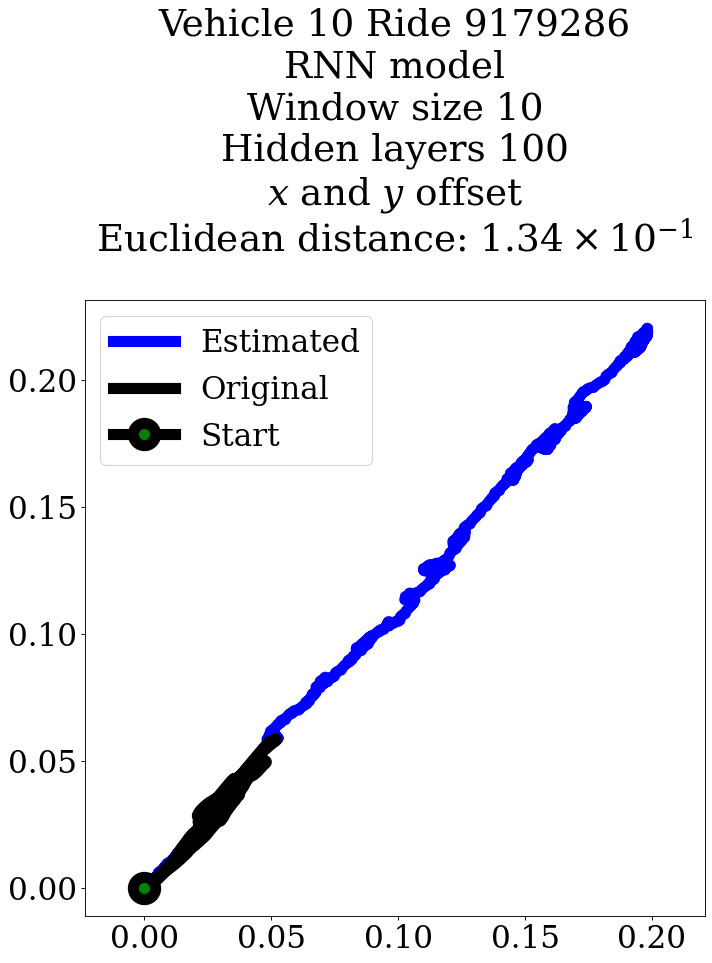 Vehicle 10 Ride 9179286
RNN model
Window size 10
Hidden layers 100
x and y offset
Euclidean distance: 1.34 × 10⁻¹
Estimated
Original
Start
0.20
0.15
0.10
0.05
0.00
0.00 0.05 0.10 0.15 0.20